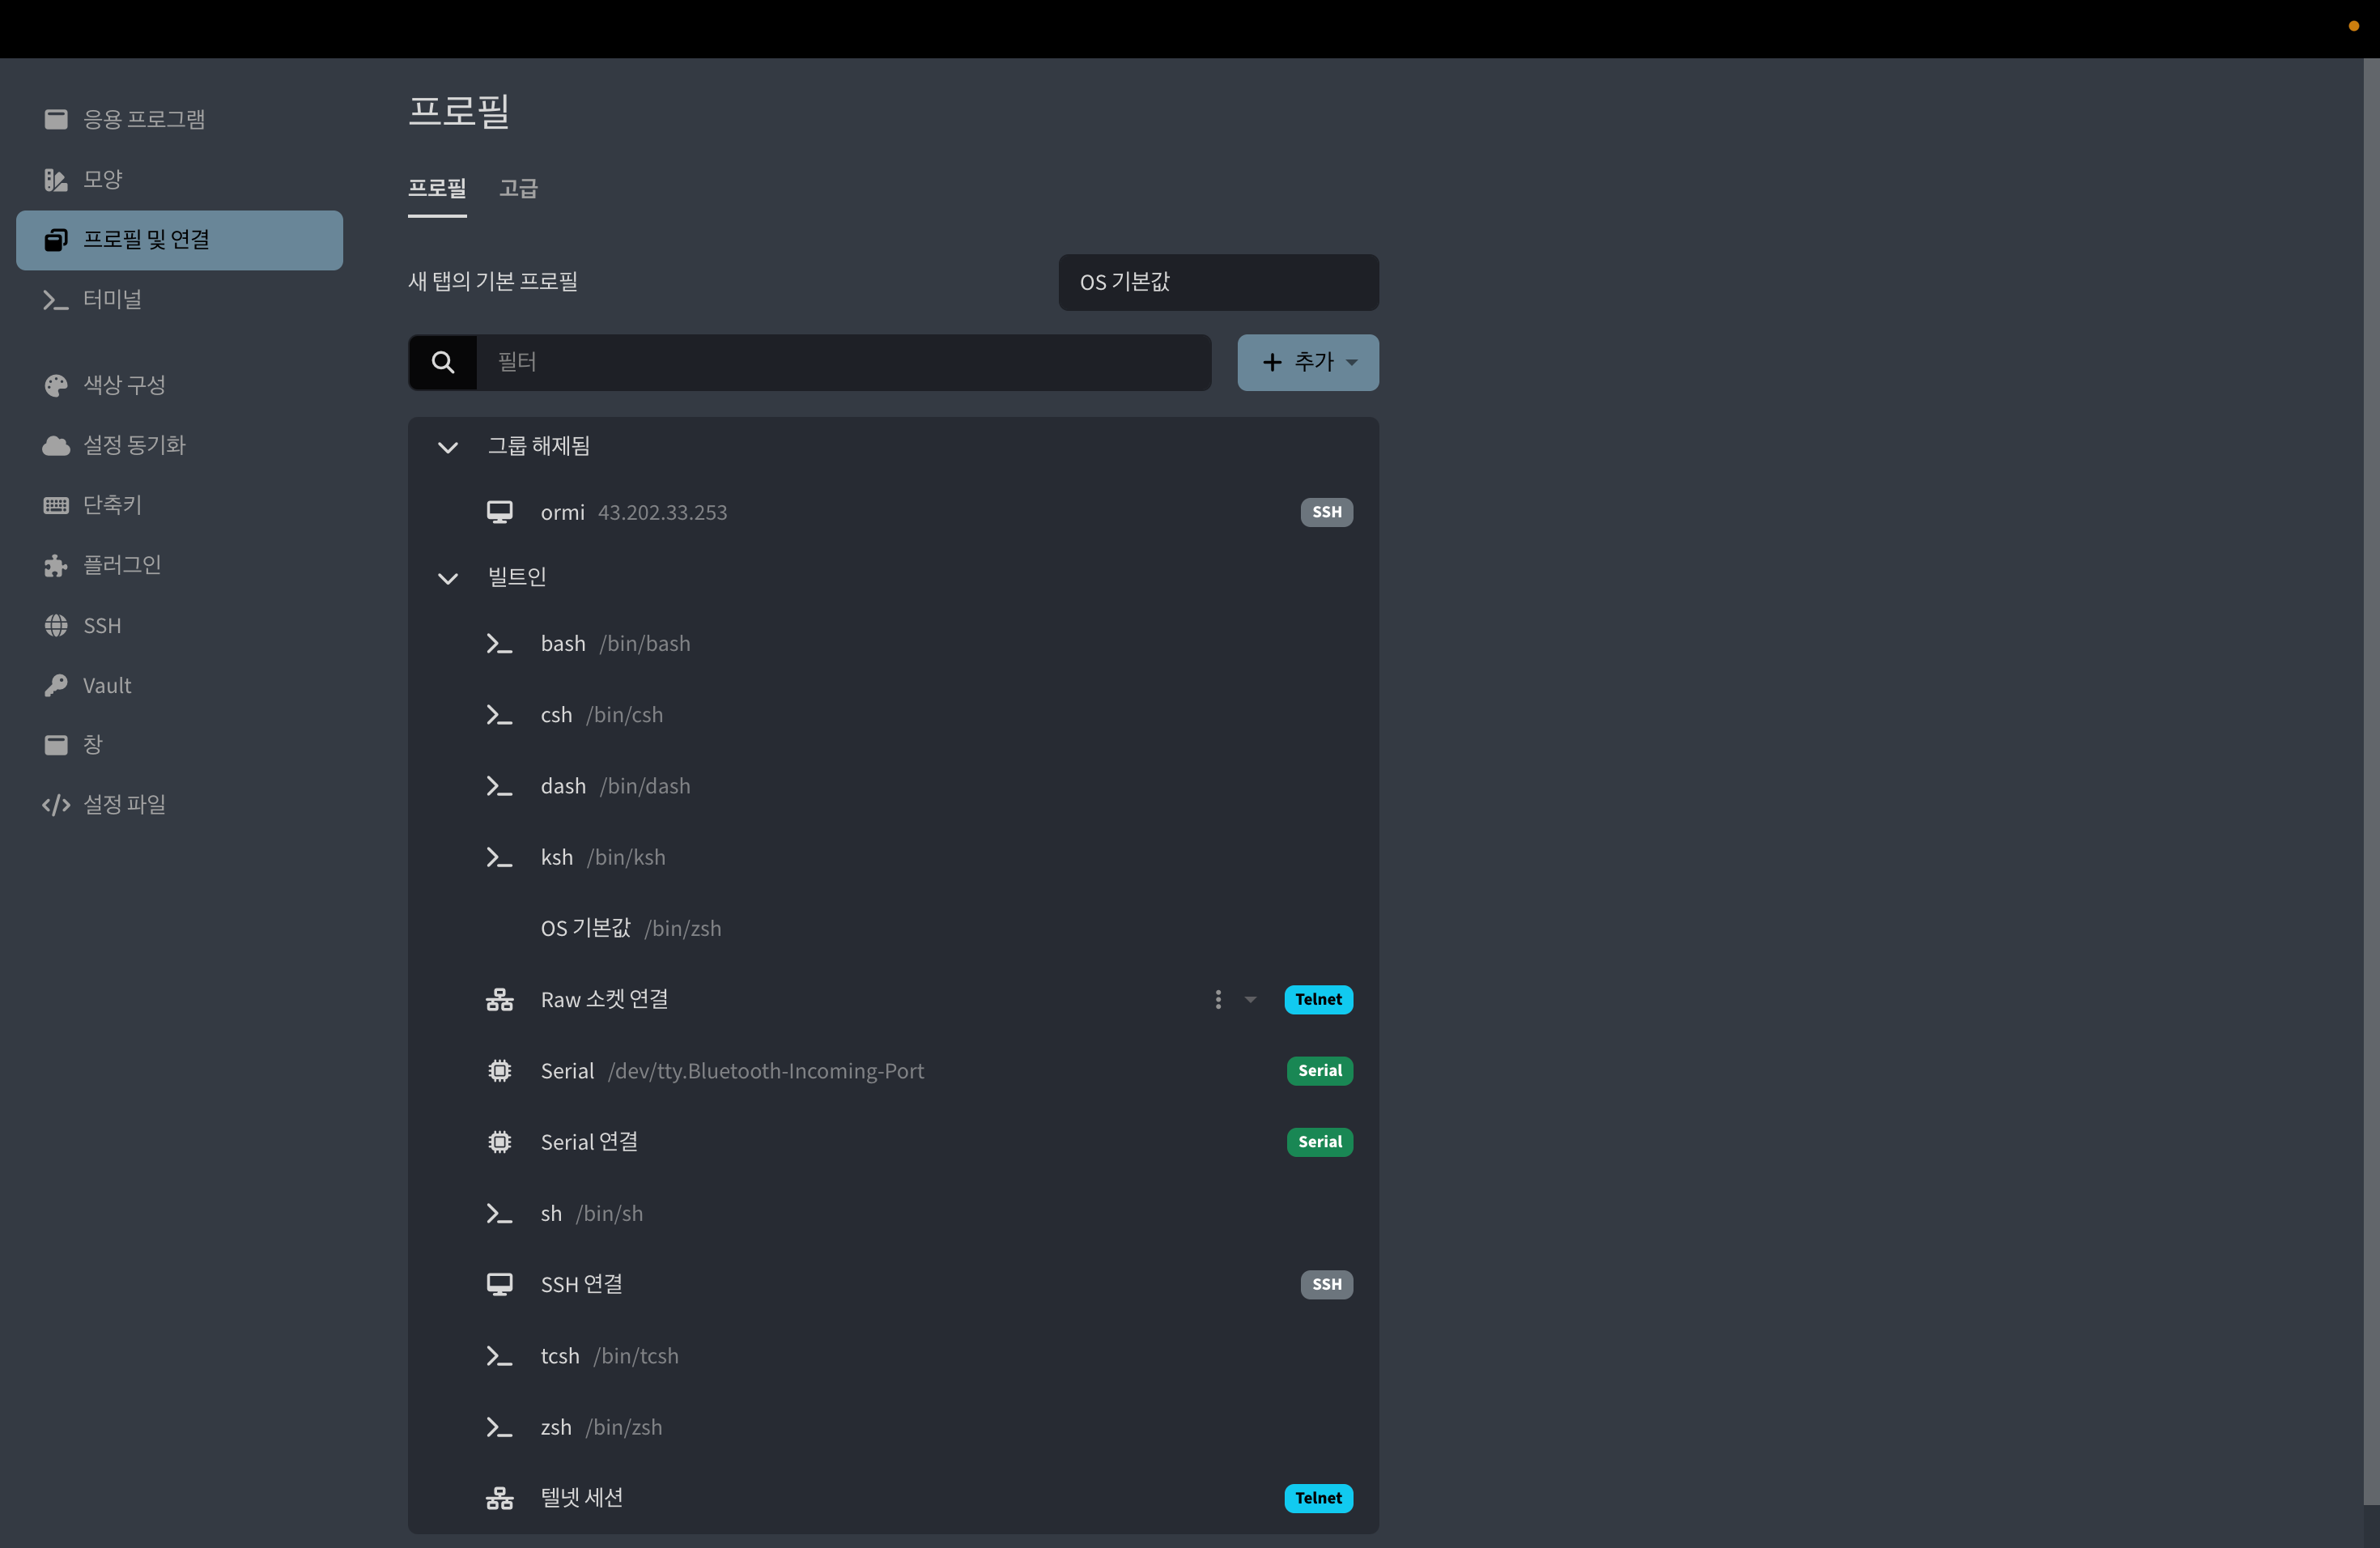 응용 프로그램
모양
프로필 및 연결
터미널
색상 구성
설정 동기화
단축키
플러그인
SSH
Vault
창
설정 파일
프로필
프로필 고급
새 탭의 기본 프로필 OS 기본값
필터 추가
그룹 해제됨
ormi 43.202.33.253 SSH
빌트인
bash /bin/bash
csh /bin/csh
dash /bin/dash
ksh /bin/ksh
OS 기본값 /bin/zsh
Raw 소켓 연결 Telnet
Serial /dev/tty.Bluetooth-Incoming-Port Serial
Serial 연결 Serial
sh /bin/sh
SSH 연결 SSH
tcsh /bin/tcsh
zsh /bin/zsh
텔넷 세션 Telnet